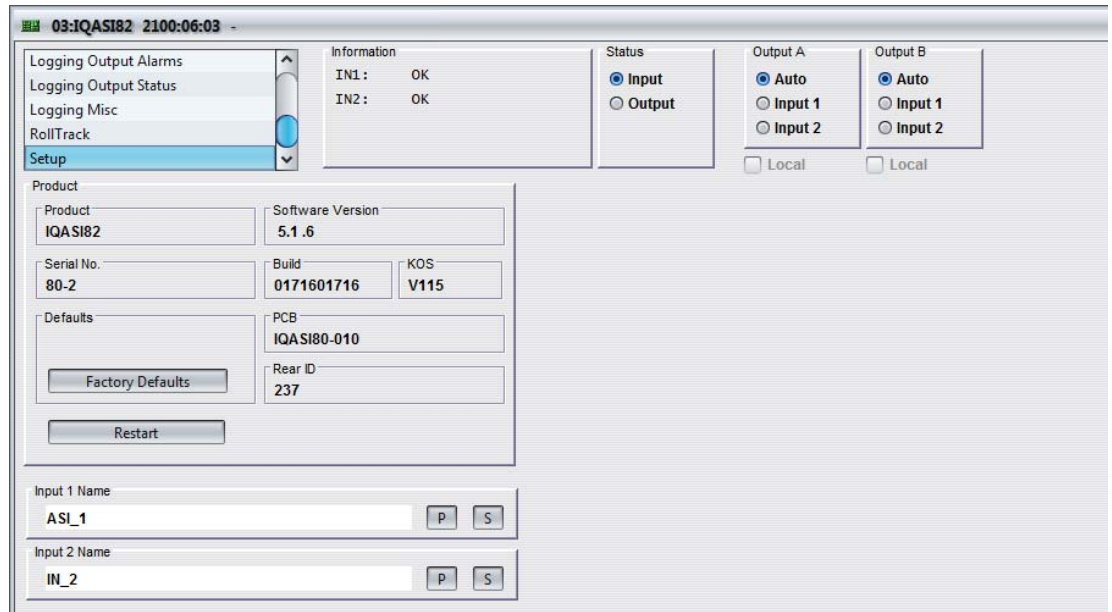 03:IQASI82 2100:06:03 -
Logging Output Alarms
Logging Output Status
Logging Misc
RollTrack
Setup
Information
IN1: OK
IN2: OK
Status
Input
Output
Output A
Auto
Input 1
Input 2
Local
Output B
Auto
Input 1
Input 2
Local
Product
Product
IQASI82
Software Version
5.1 .6
Serial No.
80-2
Build
0171601716
KOS
V115
Defaults
Factory Defaults
PCB
IQASI80-010
Rear ID
237
Restart
Input 1 Name
ASI_1
P
S
Input 2 Name
IN_2
P
S